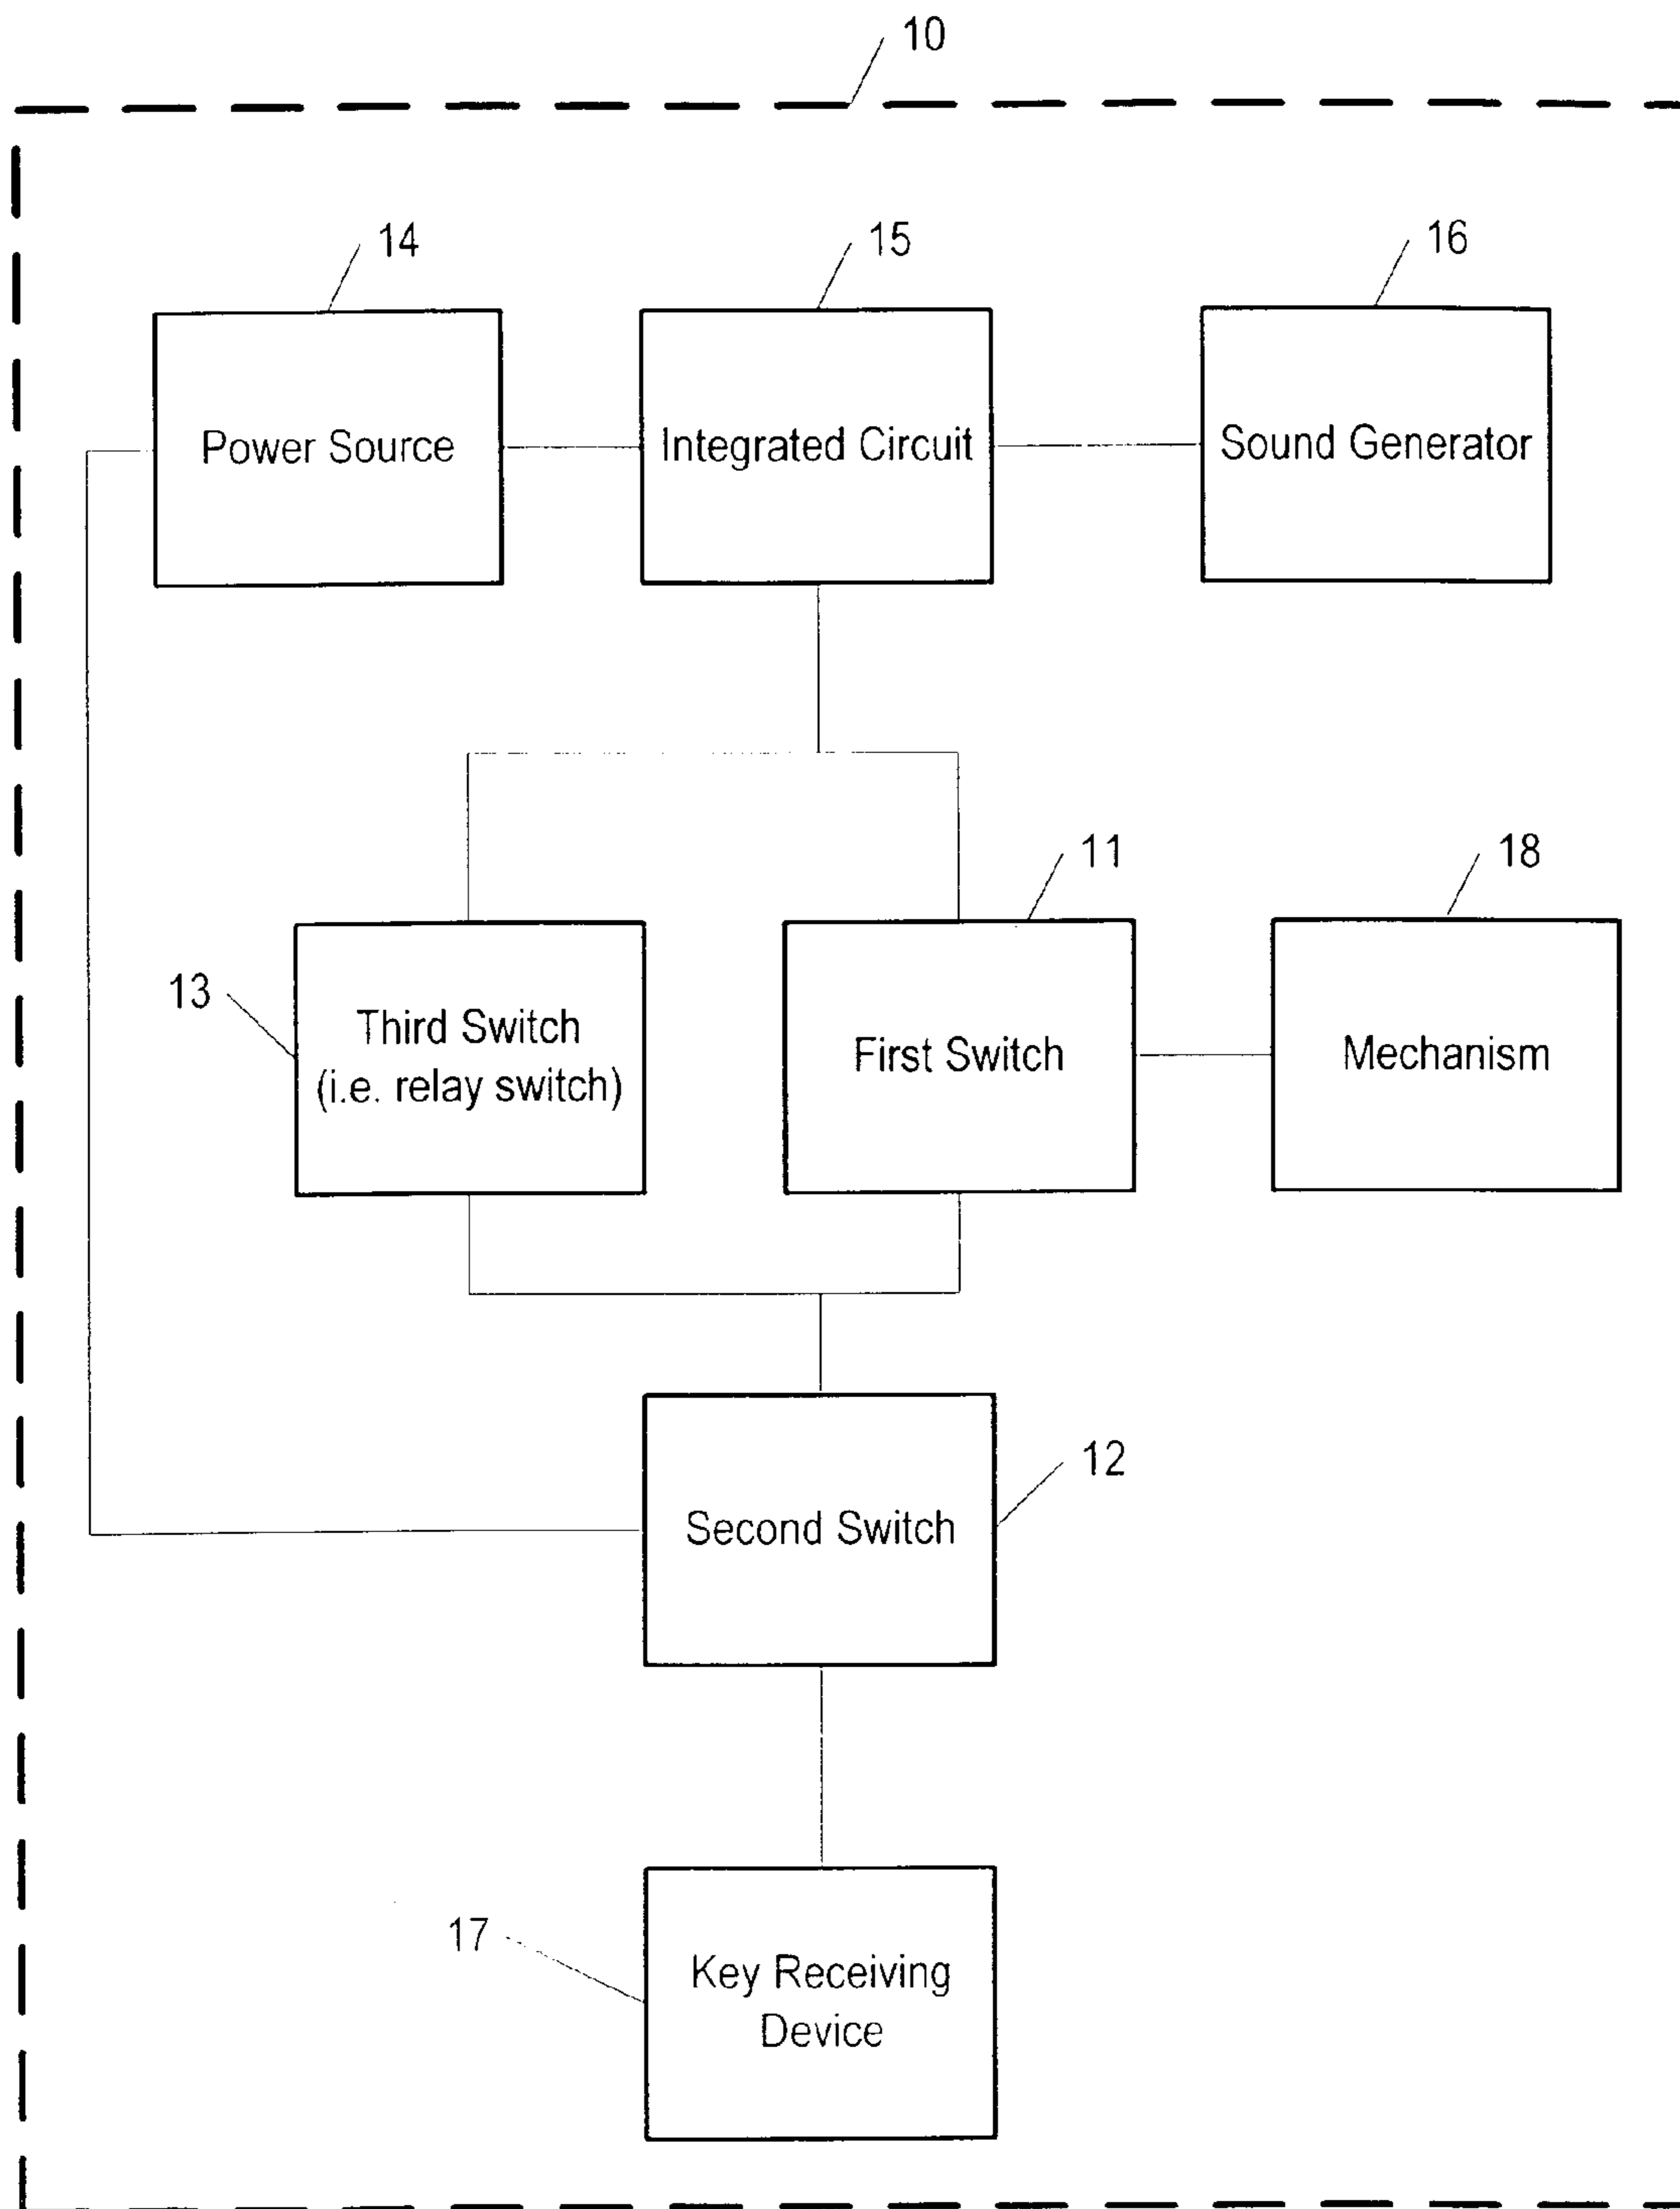 10
14
15
16
Power Source
Integrated Circuit
Sound Generator
11
18
13
Third Switch
(i.e. relay switch)
First Switch
Mechanism
12
Second Switch
17
Key Receiving
Device